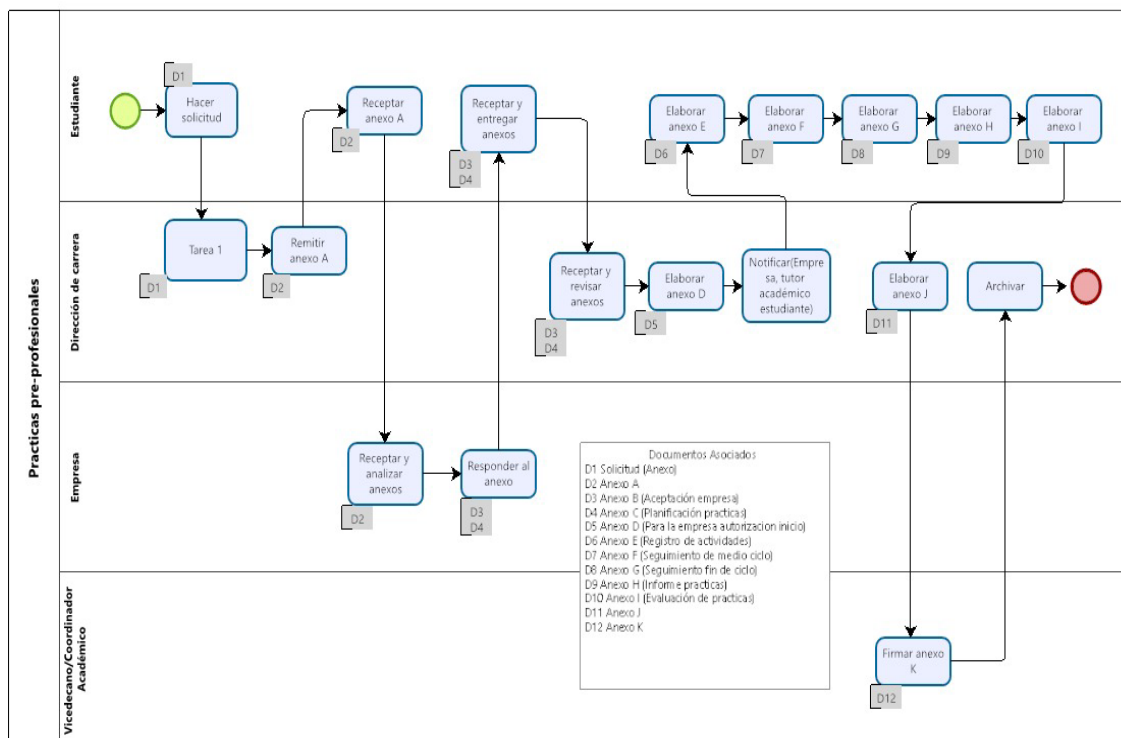 Practicas pre-profesionales
Estudiante
D1
Hacer
solicitud
Receptar
anexo A
D2
Receptar y
entregar
anexos
D3
D4
Elaborar
anexo E
D6
Elaborar
anexo F
D7
Elaborar
anexo G
D8
Elaborar
anexo H
D9
Elaborar
anexo I
D10
Dirección de carrera
Tarea 1
D1
Remitir
anexo A
D2
Receptar y
revisar
anexos
D3
D4
Elaborar
anexo D
D5
Notificar(Empre
sa, tutor
académico
estudiante)
Elaborar
anexo J
D11
Archivar
Empresa
Receptar y
analizar
anexos
D2
Responder al
anexo
D3
D4
Documentos Asociados
D1 Solicitud (Anexo)
D2 Anexo A
D3 Anexo B (Aceptación empresa)
D4 Anexo C (Planificación practicas)
D5 Anexo D (Para la empresa autorizacion inicio)
D6 Anexo E (Registro de actividades)
D7 Anexo F (Seguimiento de medio ciclo)
D8 Anexo G (Seguimiento fin de ciclo)
D9 Anexo H (Informe practicas)
D10 Anexo I (Evaluación de practicas)
D11 Anexo J
D12 Anexo K
Vicedecano/Coordinador
Académico
Firmar anexo
K
D12